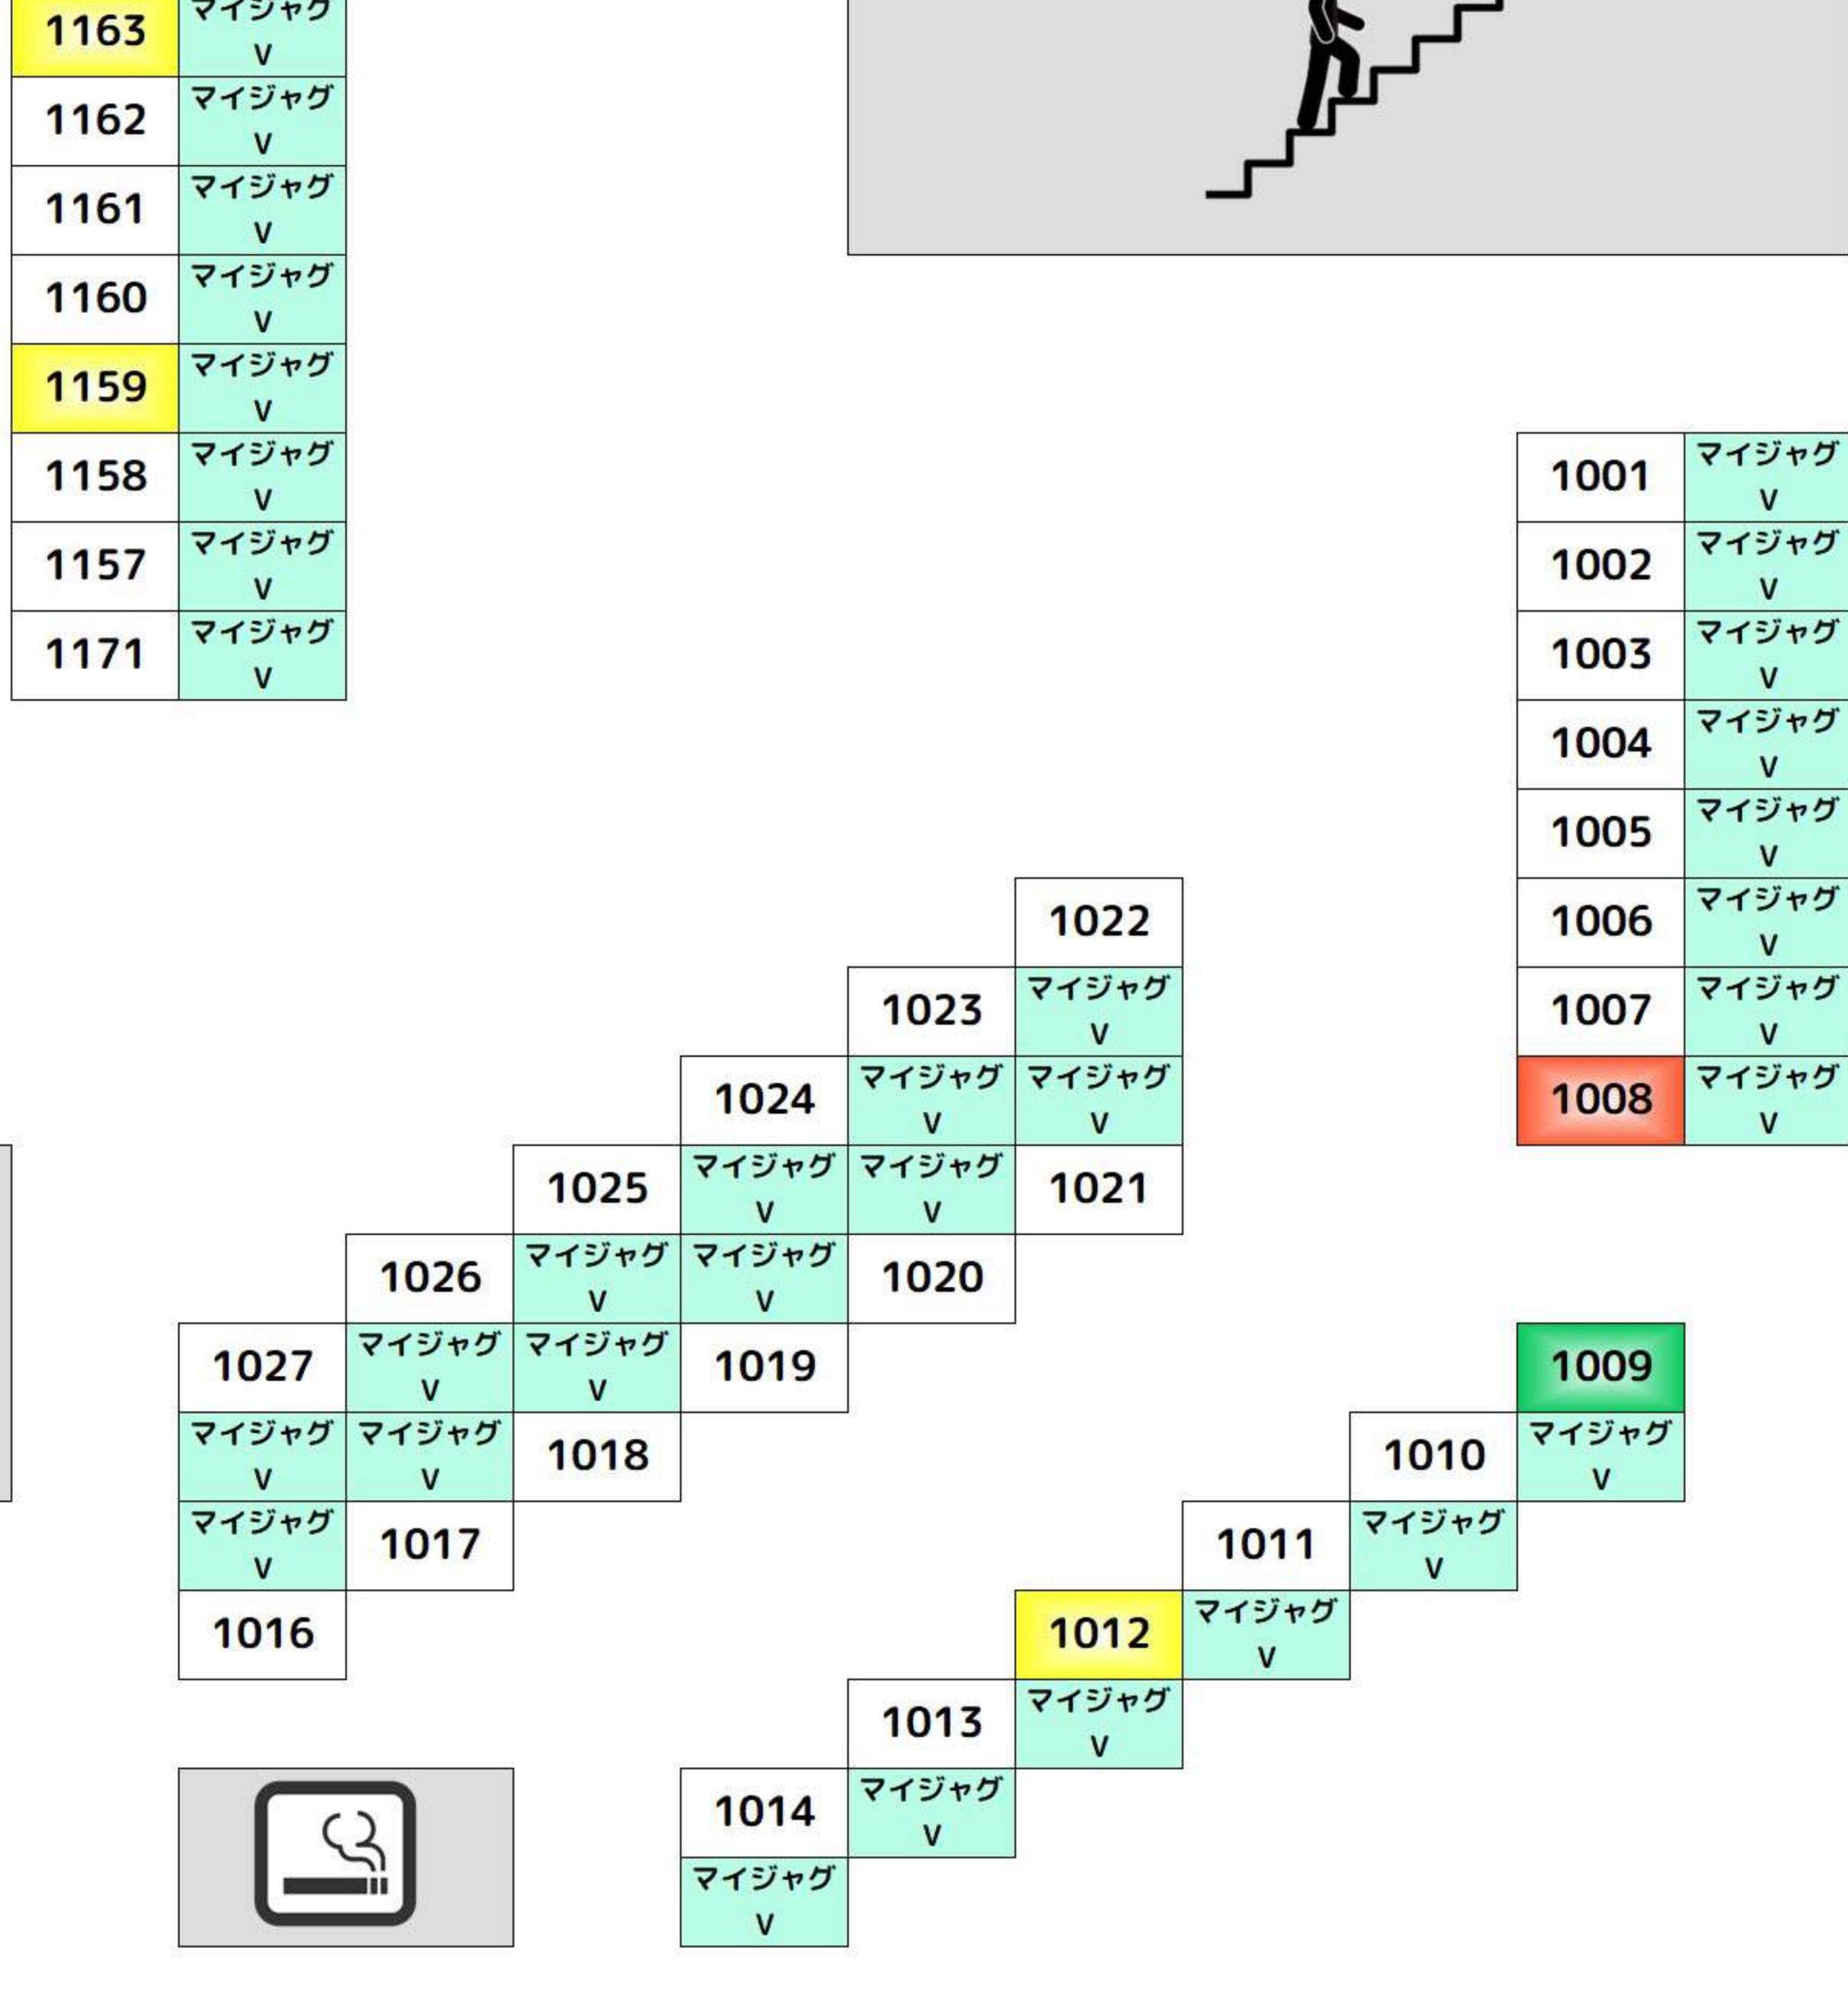 1163
マイジャグ
V
1162
マイジャグ
V
1161
マイジャグ
V
1160
マイジャグ
V
1159
マイジャグ
V
1158
マイジャグ
V
1157
マイジャグ
V
1171
マイジャグ
V
1001
マイジャグ
V
1002
マイジャグ
V
1003
マイジャグ
V
1004
マイジャグ
V
1005
マイジャグ
V
1006
マイジャグ
V
1007
マイジャグ
V
1008
マイジャグ
V
1022
1023
マイジャグ
V
1024
マイジャグ
V
マイジャグ
V
1025
マイジャグ
V
マイジャグ
V
1021
1026
マイジャグ
V
マイジャグ
V
1020
1027
マイジャグ
V
マイジャグ
V
1019
マイジャグ
V
マイジャグ
V
1018
マイジャグ
V
1017
1016
1009
1010
マイジャグ
V
1011
マイジャグ
V
1012
マイジャグ
V
1013
マイジャグ
V
1014
マイジャグ
V
マイジャグ
V